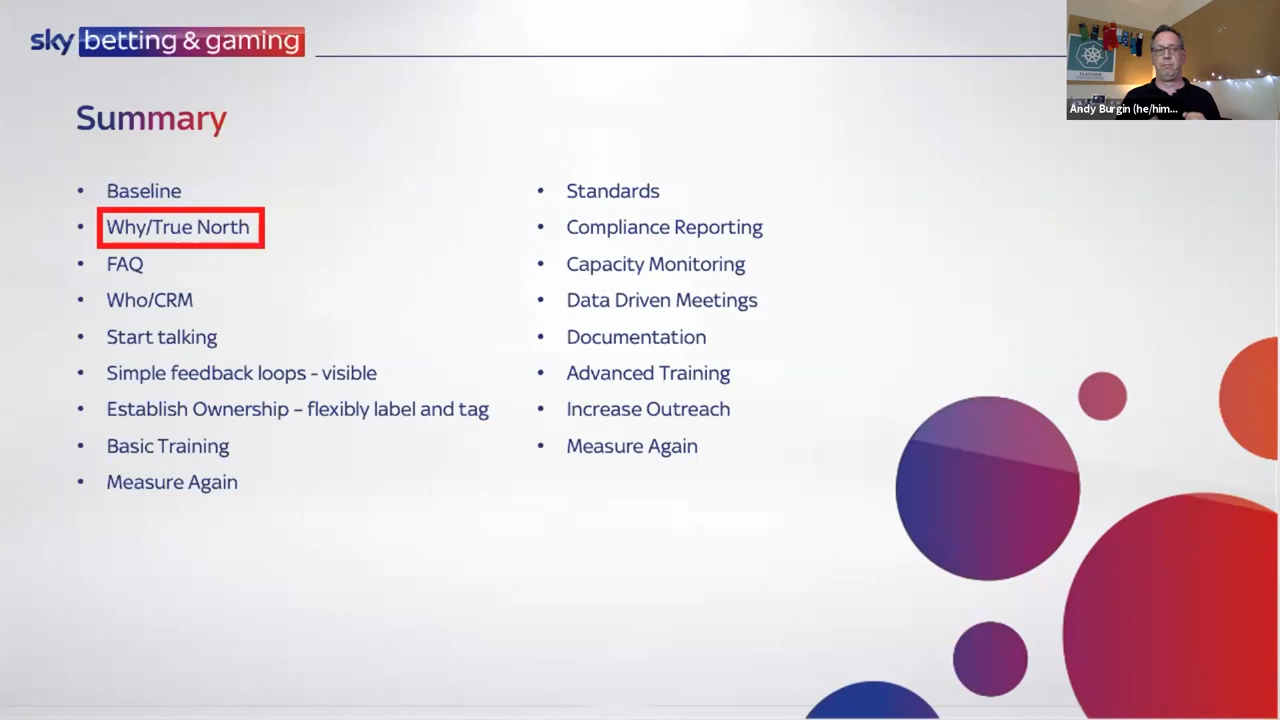 sky betting & gaming
Andy Burgin (he/him...
Summary
• Baseline
• Why/True North
• FAQ
• Who/CRM
• Start talking
• Simple feedback loops - visible
• Establish Ownership – flexibly label and tag
• Basic Training
• Measure Again
• Standards
• Compliance Reporting
• Capacity Monitoring
• Data Driven Meetings
• Documentation
• Advanced Training
• Increase Outreach
• Measure Again